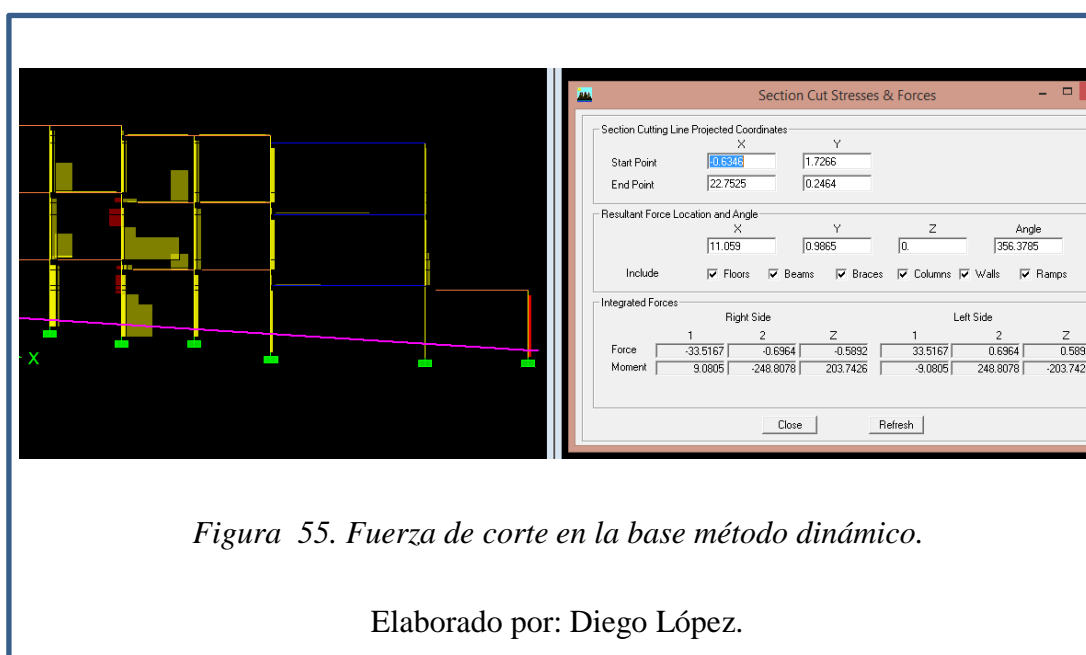 Section Cut Stresses & Forces
Section Cutting Line Projected Coordinates
X Y
Start Point -0.6346 1.7266
End Point 22.7525 0.2464
Resultant Force Location and Angle
X Y Z Angle
11.059 0.9865 0. 356.3785
Include Floors Beams Braces Columns Walls Ramps
Integrated Forces
Right Side Left Side
1 2 Z 1 2 Z
Force -33.5167 -0.6964 -0.5892 33.5167 0.6964 0.5892
Moment 9.0805 -248.8078 203.7426 -9.0805 248.8078 -203.742
Close Refresh
X
Figura 55. Fuerza de corte en la base método dinámico.
Elaborado por: Diego López.